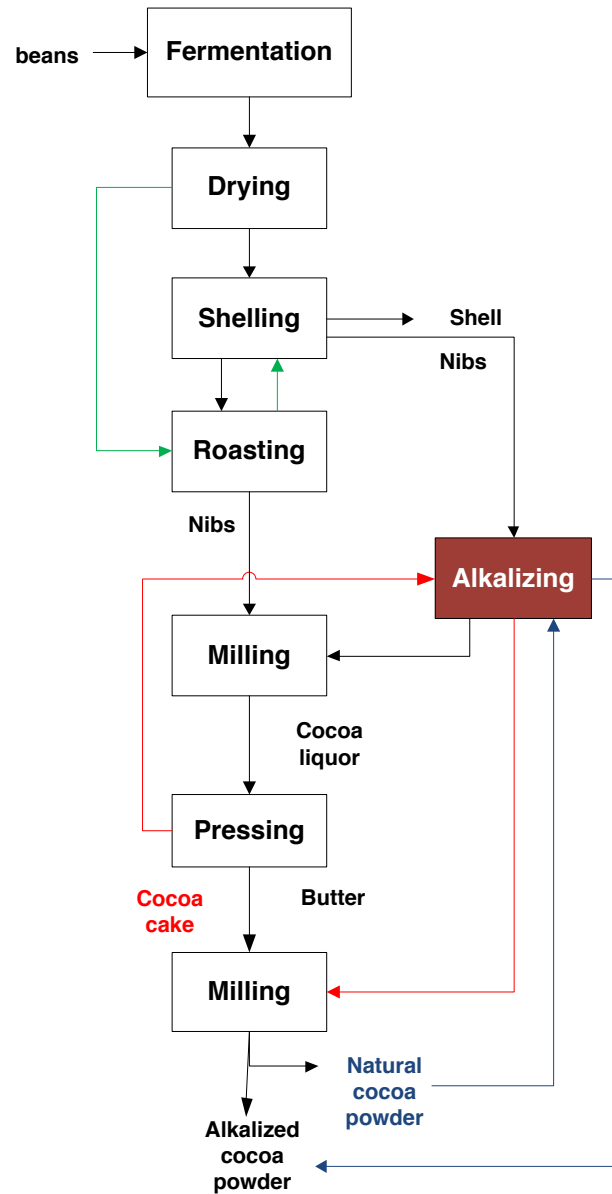 beans
Fermentation
Drying
Shelling
Shell
Nibs
Roasting
Nibs
Alkalizing
Milling
Cocoa
liquor
Pressing
Cocoa
cake
Butter
Milling
Natural
cocoa
powder
Alkalized
cocoa
powder